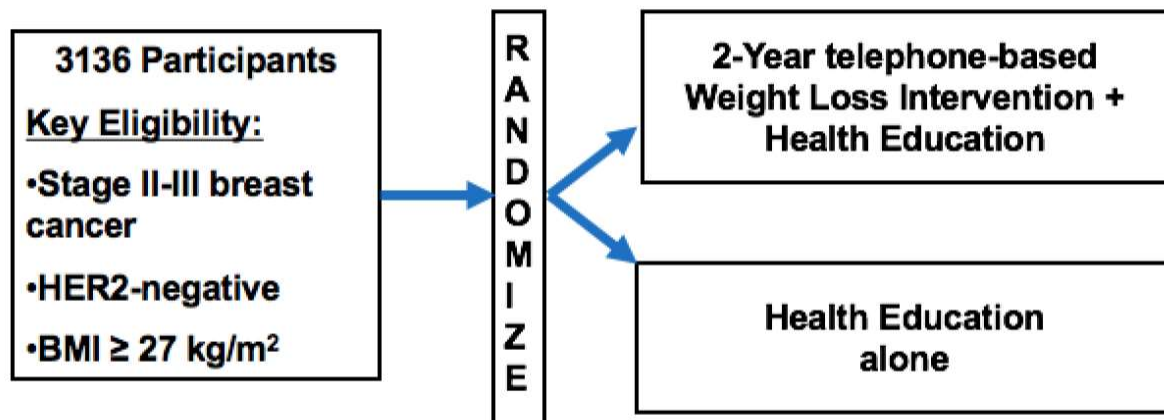 3136 Participants
Key Eligibility:
•Stage II-III breast
cancer
•HER2-negative
•BMI ≥ 27 kg/m²
R
A
N
D
O
M
I
Z
E
2-Year telephone-based
Weight Loss Intervention +
Health Education
Health Education
alone